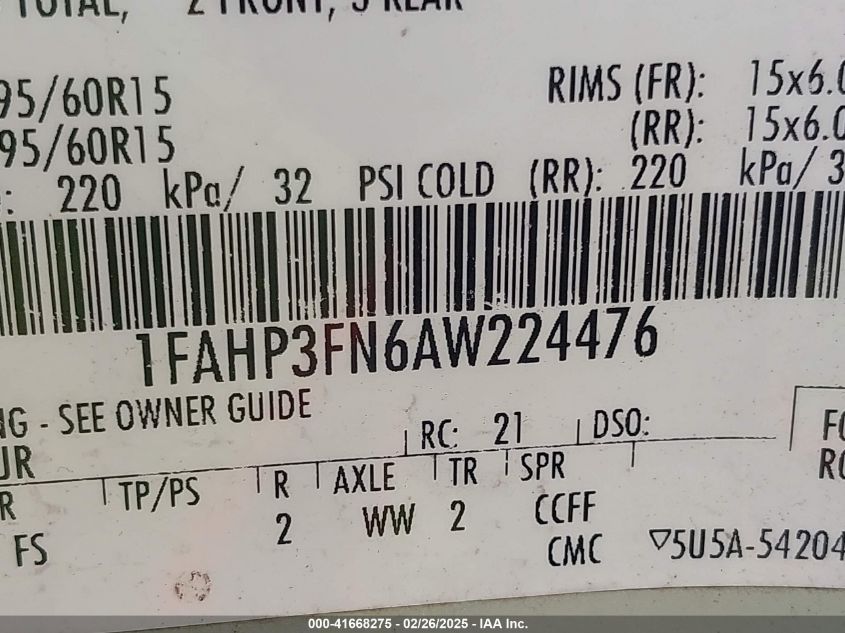 TOTAL, 2 FRONT, 3 REAR
95/60R15 RIMS (FR): 15x6.0
95/60R15 (RR): 15x6.0
: 220 kPa/ 32 PSI COLD (RR): 220 kPa/ 3
1FAHP3FN6AW224476
NG - SEE OWNER GUIDE
RC: 21 DSO:
UR
R TP/PS R AXLE TR SPR
FS 2 WW 2 CCFF
CMC ▽5U5A-54204
000-41668275 - 02/26/2025 - IAA Inc.